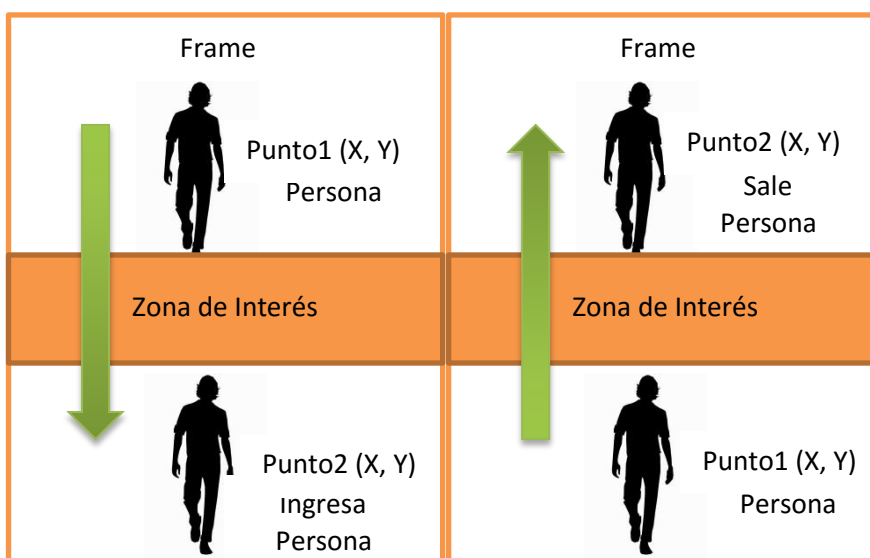 Frame
Punto1 (X, Y)
Persona
Zona de Interés
Punto2 (X, Y)
Ingresa
Persona
Frame
Punto2 (X, Y)
Sale
Persona
Zona de Interés
Punto1 (X, Y)
Persona